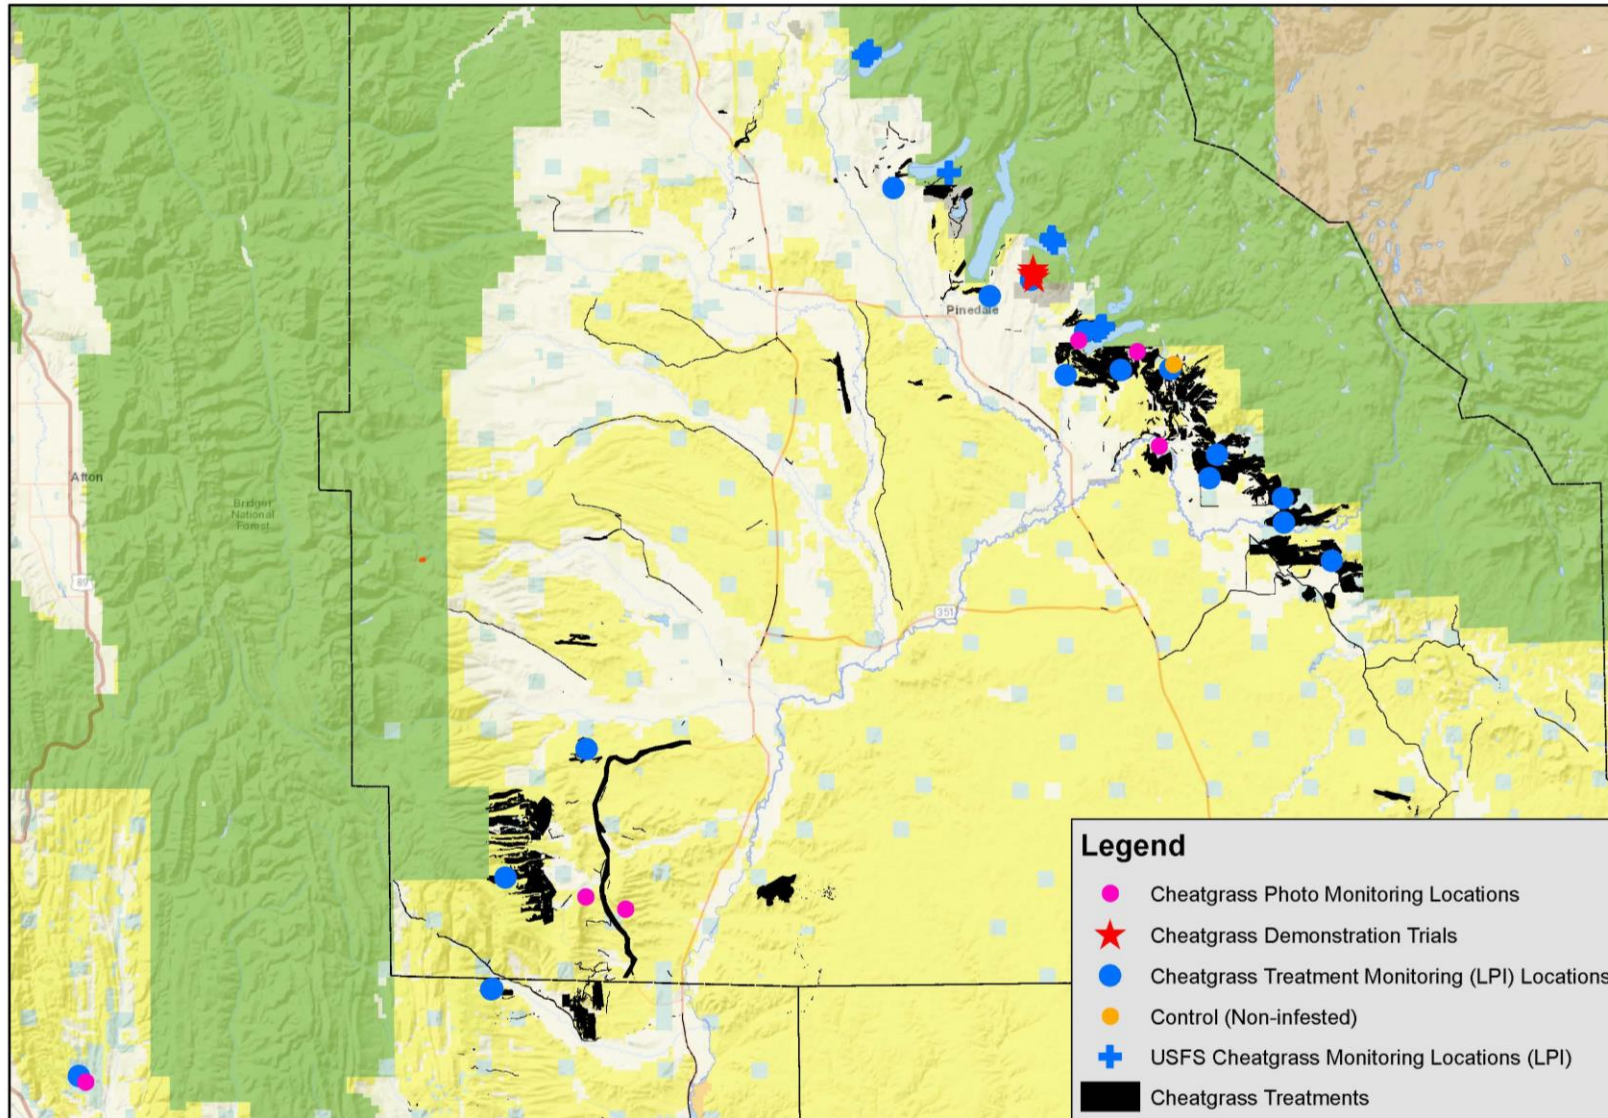 Pinedale
Afton
Bridger
National
Forest
89
351
Legend
Cheatgrass Photo Monitoring Locations
Cheatgrass Demonstration Trials
Cheatgrass Treatment Monitoring (LPI) Locations
Control (Non-infested)
USFS Cheatgrass Monitoring Locations (LPI)
Cheatgrass Treatments